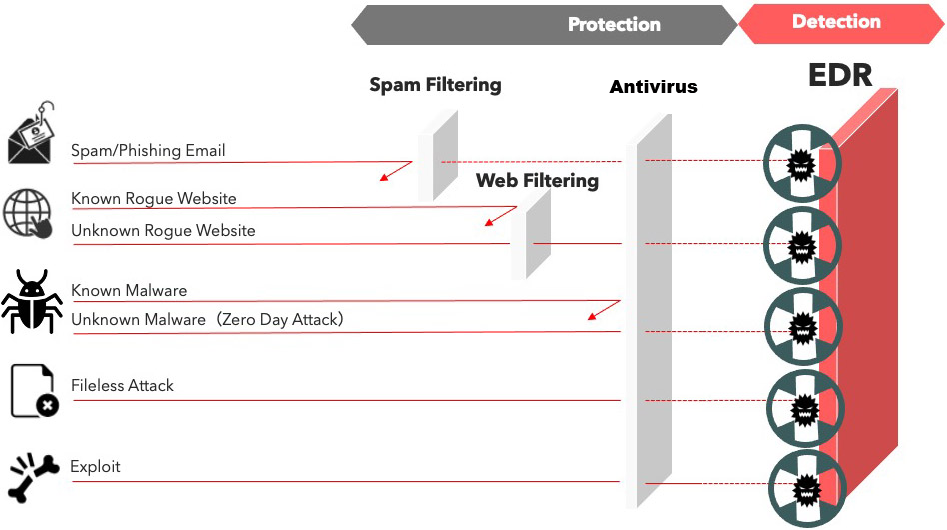 Protection
Detection
EDR
Spam Filtering
Antivirus
Spam/Phishing Email
Web Filtering
Known Rogue Website
Unknown Rogue Website
Known Malware
Unknown Malware（Zero Day Attack）
Fileless Attack
Exploit